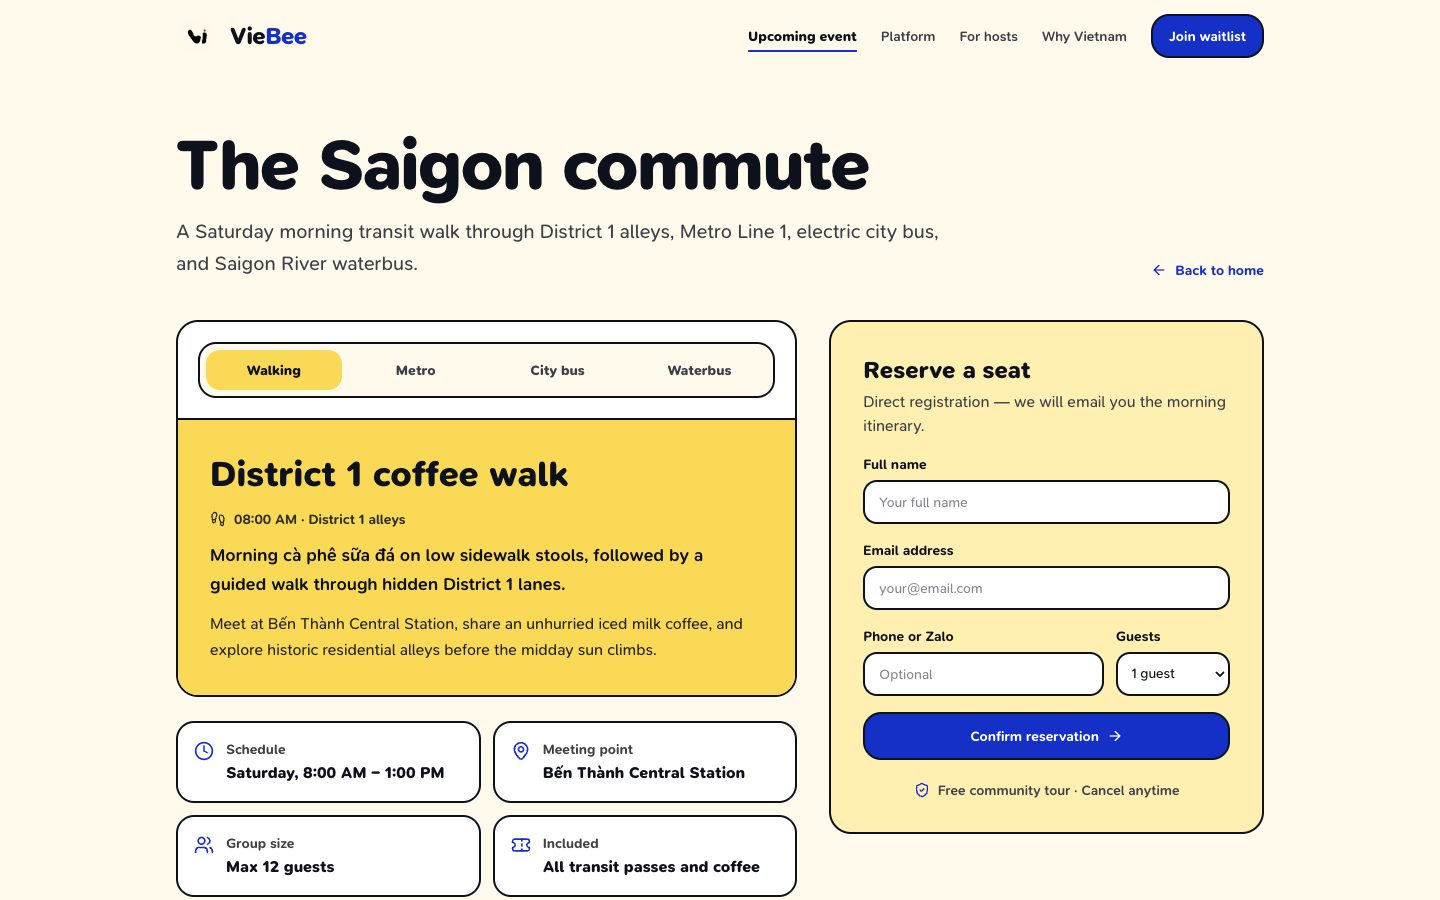 VieBee
Upcoming event
Platform
For hosts
Why Vietnam
Join waitlist
The Saigon commute
A Saturday morning transit walk through District 1 alleys, Metro Line 1, electric city bus,
and Saigon River waterbus.
Back to home
Walking
Metro
City bus
Waterbus
District 1 coffee walk
08:00 AM · District 1 alleys
Morning cà phê sữa đá on low sidewalk stools, followed by a
guided walk through hidden District 1 lanes.
Meet at Bến Thành Central Station, share an unhurried iced milk coffee, and
explore historic residential alleys before the midday sun climbs.
Schedule
Saturday, 8:00 AM – 1:00 PM
Meeting point
Bến Thành Central Station
Group size
Max 12 guests
Included
All transit passes and coffee
Reserve a seat
Direct registration — we will email you the morning
itinerary.
Full name
Your full name
Email address
your@email.com
Phone or Zalo
Guests
Optional
1 guest
Confirm reservation
Free community tour · Cancel anytime